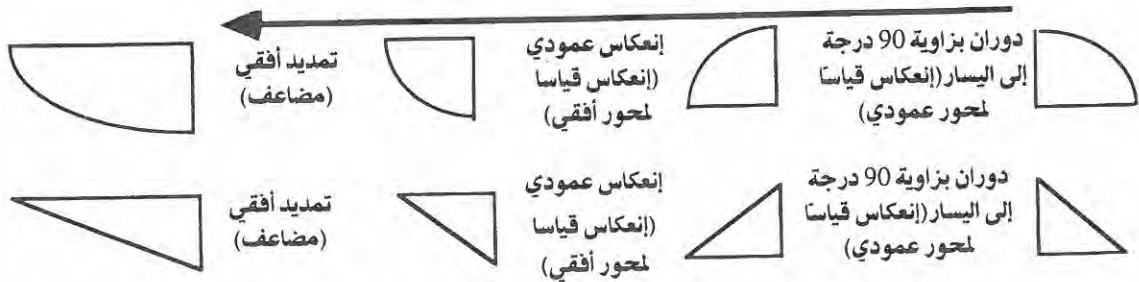 دوران بزاوية 90 درجة
إلى اليسار (إنعكاس قياسا
لمحور عمودي)
إنعكاس عمودي
(إنعكاس قياسا
لمحور أفقي)
تمديد أفقي
(مضاعف)
دوران بزاوية 90 درجة
إلى اليسار (إنعكاس قياسا
لمحور عمودي)
إنعكاس عمودي
(إنعكاس قياسا
لمحور أفقي)
تمديد أفقي
(مضاعف)